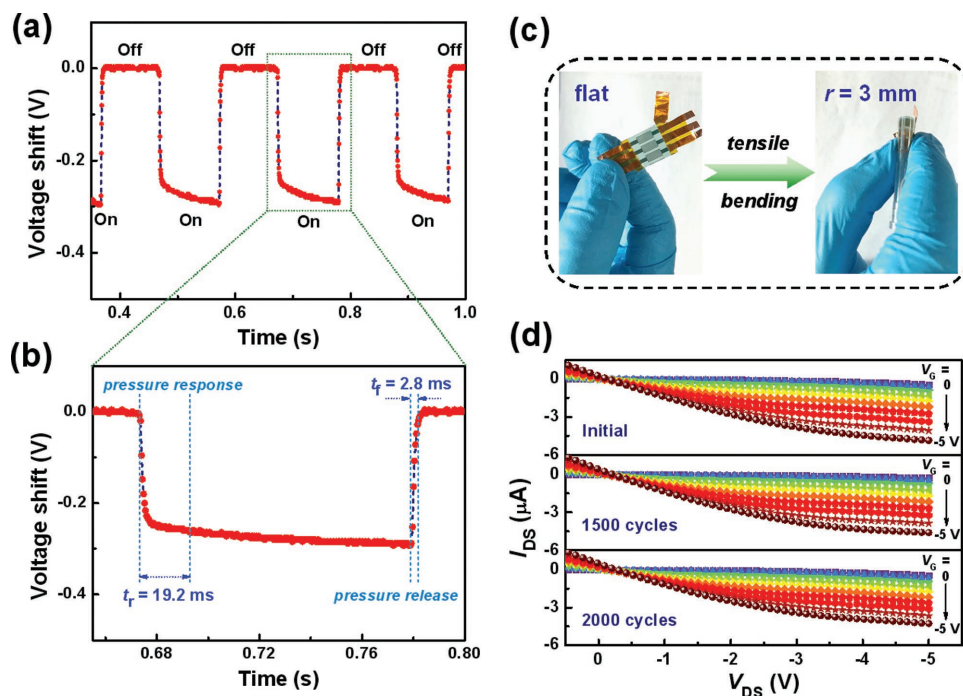 (a)
Off
Off
Off
Off
0.0
-0.2
-0.4
Voltage shift (V)
On
On
On
On
0.4
0.6
0.8
1.0
Time (s)
(b)
pressure response
t_f = 2.8 ms
0.0
-0.2
-0.4
Voltage shift (V)
t_r = 19.2 ms
pressure release
0.68
0.72
0.76
0.80
Time (s)
(c)
flat
tensile
bending
r = 3 mm
(d)
0
-3
-6
Initial
V_G =
0
-5 V
0
-3
-6
1500 cycles
V_G =
0
-5 V
0
-3
-6
2000 cycles
V_G =
0
-5 V
I_DS (μA)
0
-1
-2
-3
-4
-5
V_DS (V)